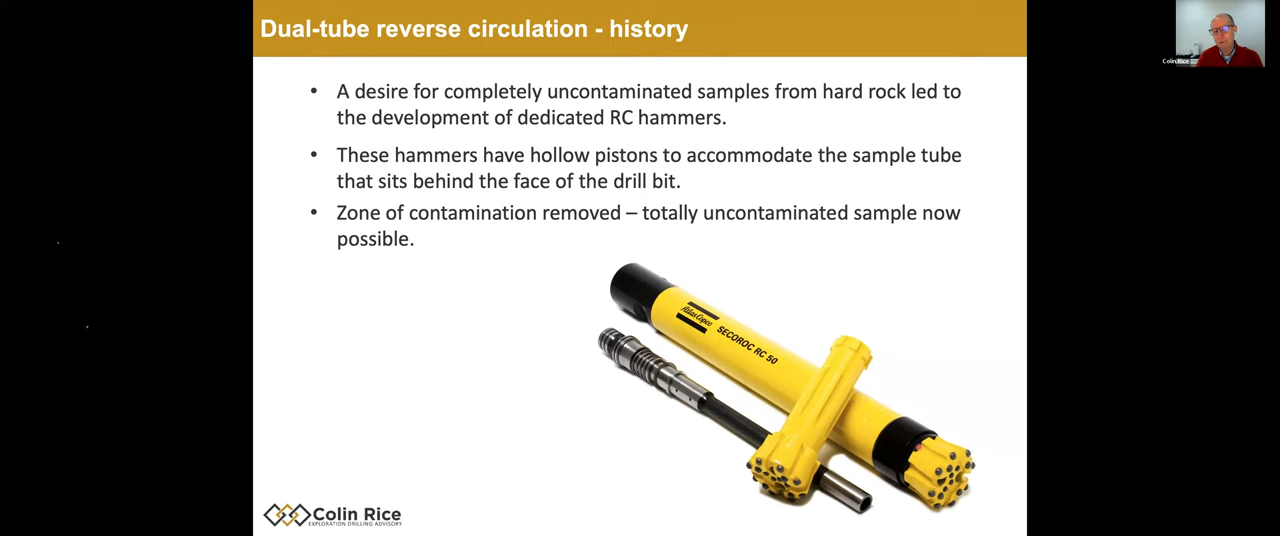 Dual-tube reverse circulation - history
Colin Rice
• A desire for completely uncontaminated samples from hard rock led to
the development of dedicated RC hammers.
• These hammers have hollow pistons to accommodate the sample tube
that sits behind the face of the drill bit.
• Zone of contamination removed – totally uncontaminated sample now
possible.
Atlas Copco
SECOROC RC 50
Colin Rice
EXPLORATION DRILLING ADVISORY